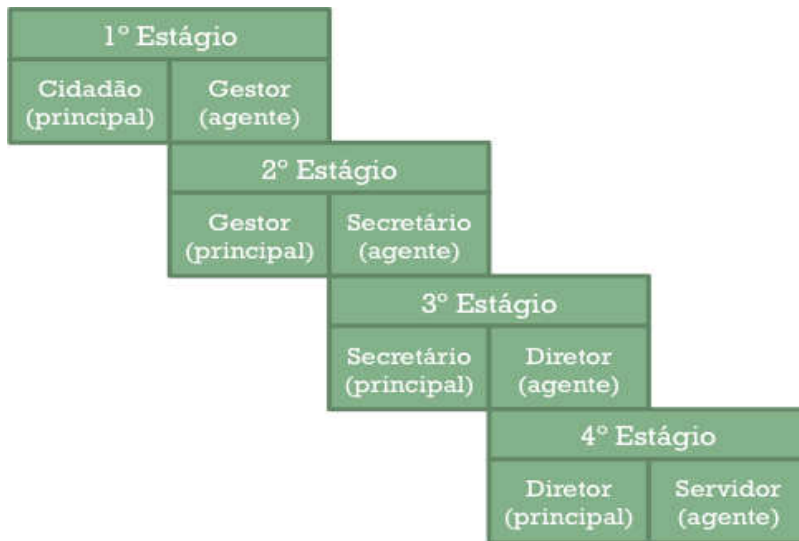 1º Estágio
Cidadão
(principal)
Gestor
(agente)
2º Estágio
Gestor
(principal)
Secretário
(agente)
3º Estágio
Secretário
(principal)
Diretor
(agente)
4º Estágio
Diretor
(principal)
Servidor
(agente)